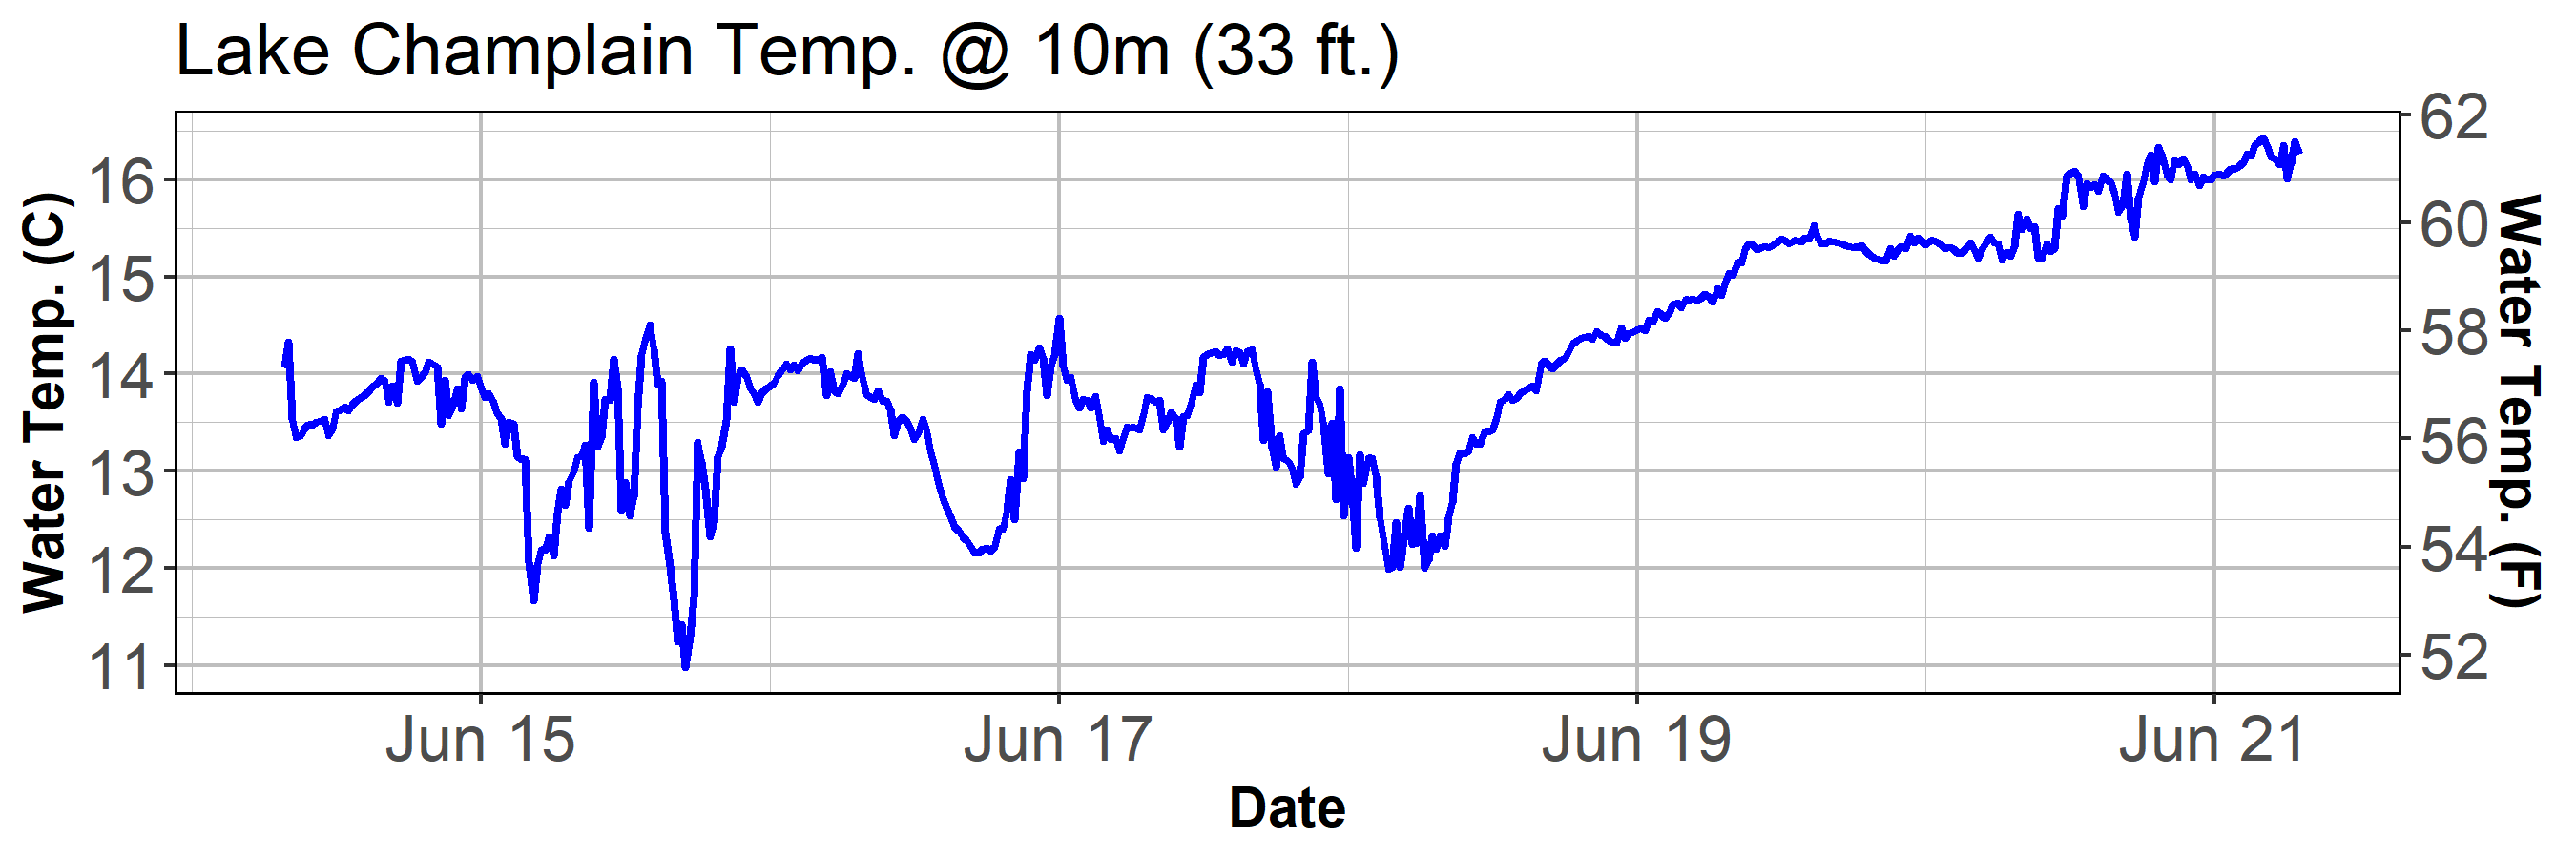 Lake Champlain Temp. @ 10m (33 ft.)
Water Temp. (C)
16
15
14
13
12
11
62
60
58
56
54
52
Water Temp. (F)
Jun 15 Jun 17 Jun 19 Jun 21
Date